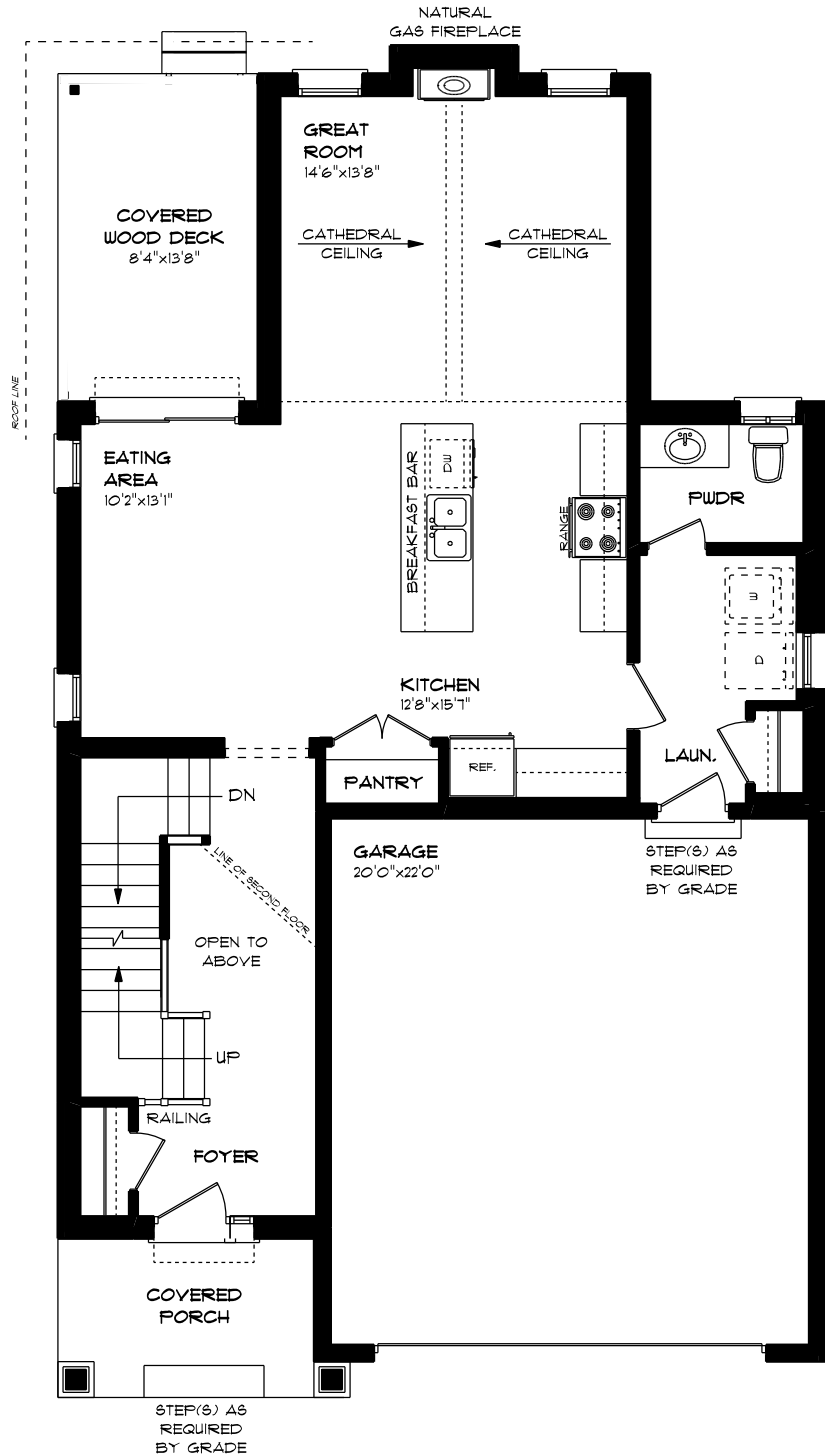 NATURAL
GAS FIREPLACE
GREAT
ROOM
14'6"x13'8"
COVERED
WOOD DECK
8'4"x13'8"
CATHEDRAL
CEILING
CATHEDRAL
CEILING
ROOF LINE
EATING
AREA
10'2"x13'1"
BREAKFAST BAR
DW
RANGE
PWDR
W
D
KITCHEN
12'8"x15'7"
LAUN.
PANTRY
REF.
DN
GARAGE
20'0"x22'0"
STEP(S) AS
REQUIRED
BY GRADE
LINE OF SECOND FLOOR
OPEN TO
ABOVE
UP
RAILING
FOYER
COVERED
PORCH
STEP(S) AS
REQUIRED
BY GRADE